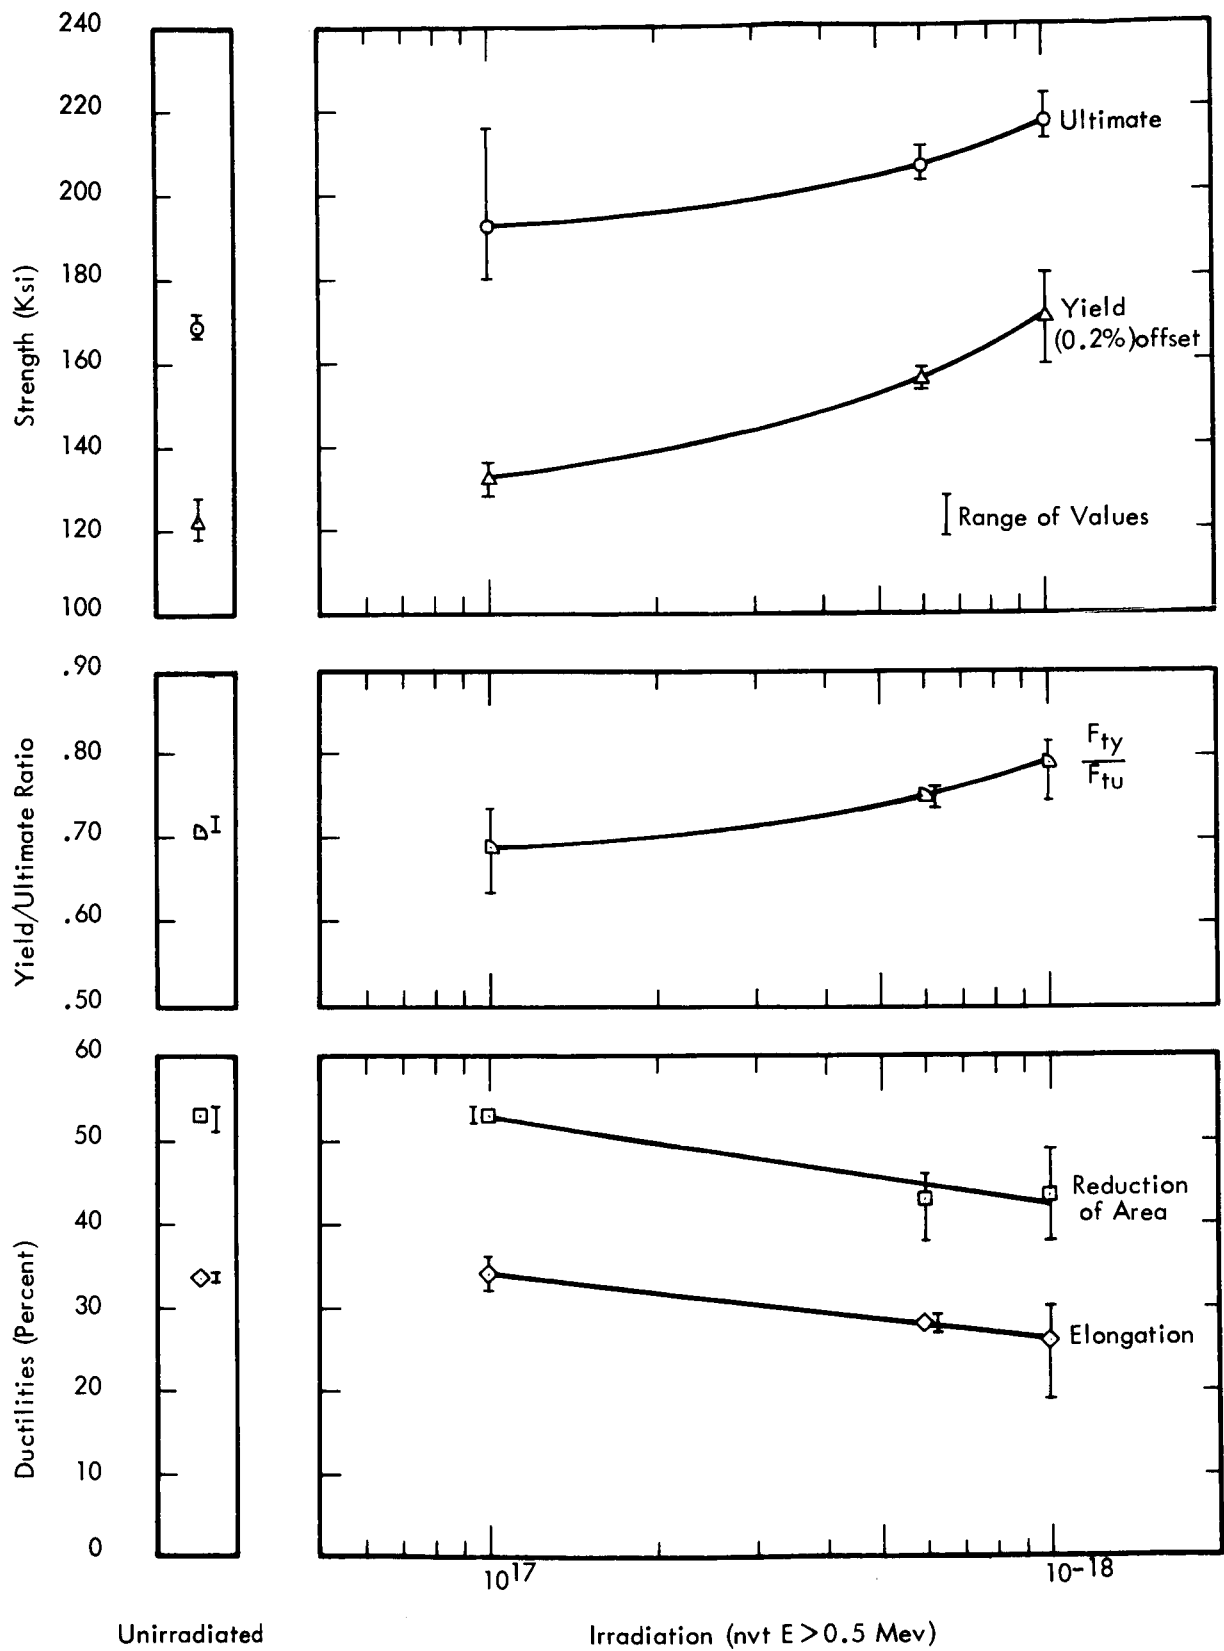 240
220
200
180
160
140
120
100
Strength (Ksi)
Ultimate
Yield
(0.2%)offset
Range of Values
.90
.80
.70
.60
.50
Yield/Ultimate Ratio
Fty
Ftu
60
50
40
30
20
10
0
Ductilities (Percent)
Reduction
of Area
Elongation
10¹⁷
10⁻¹⁸
Unirradiated
Irradiation (nvt E > 0.5 Mev)